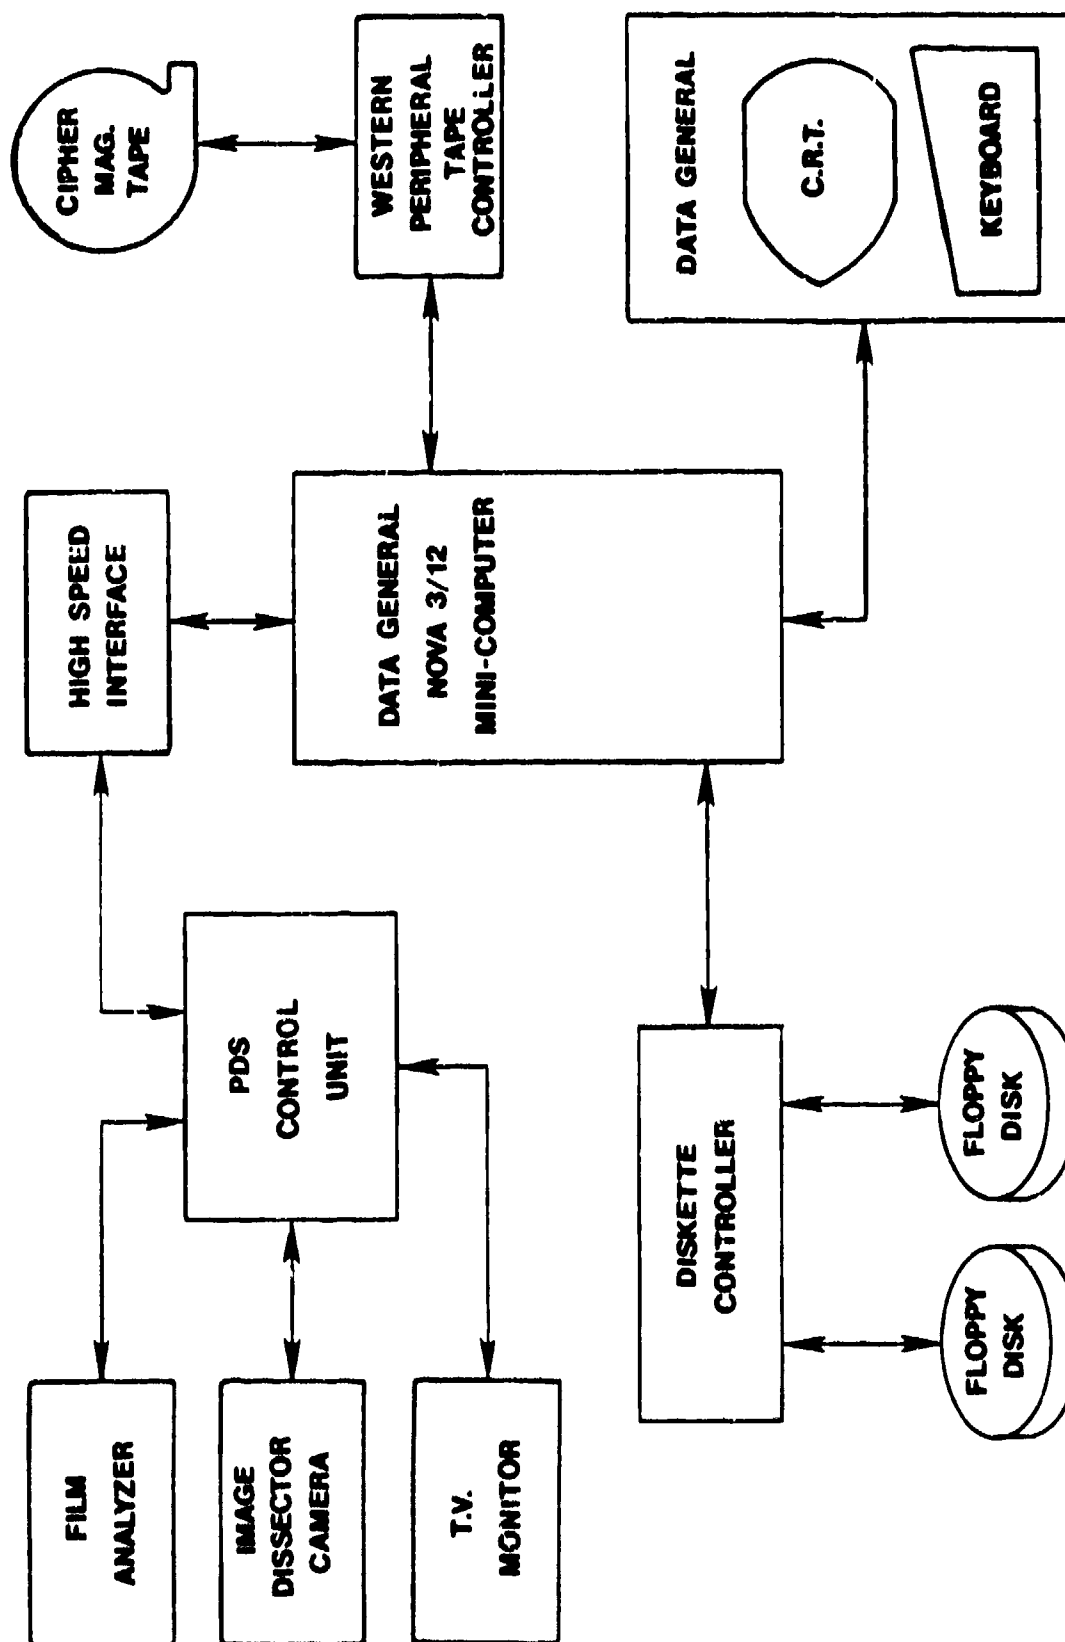 FILM
ANALYZER
IMAGE
DISSECTOR
CAMERA
T.V.
MONITOR
PDS
CONTROL
UNIT
HIGH SPEED
INTERFACE
CIPHER
MAG.
TAPE
WESTERN
PERIPHERAL
TAPE
CONTROLLER
DATA GENERAL
NOVA 3/12
MINI-COMPUTER
DATA GENERAL
C.R.T.
KEYBOARD
DISKETTE
CONTROLLER
FLOPPY
DISK
FLOPPY
DISK